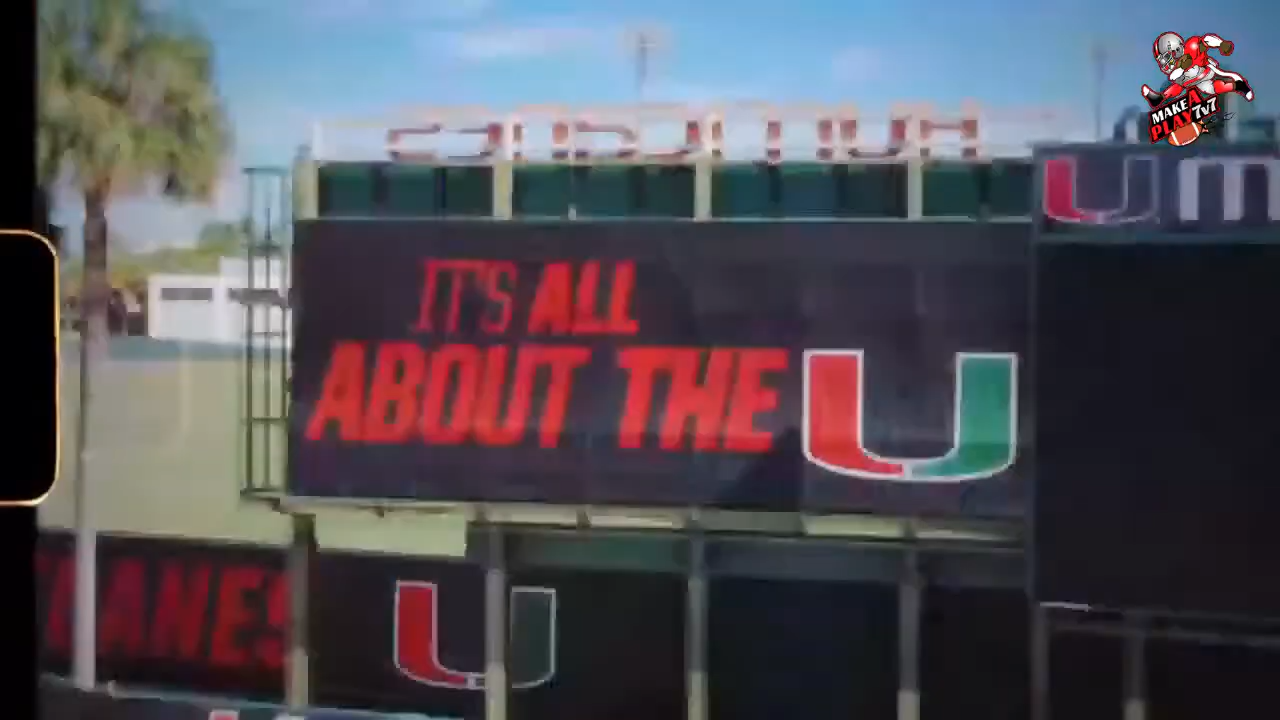 MAKE A
PLAY 7v7
IT'S ALL
ABOUT THE U
U
ANES U